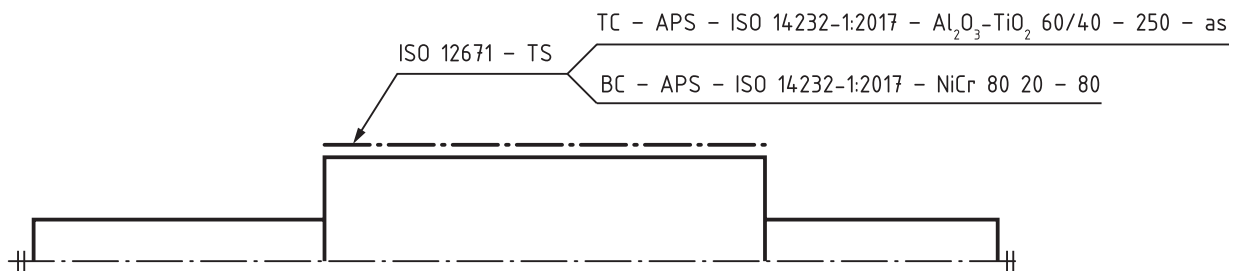 TC – APS – ISO 14232-1:2017 – Al₂O₃-TiO₂ 60/40 – 250 – as
ISO 12671 – TS
BC – APS – ISO 14232-1:2017 – NiCr 80 20 – 80